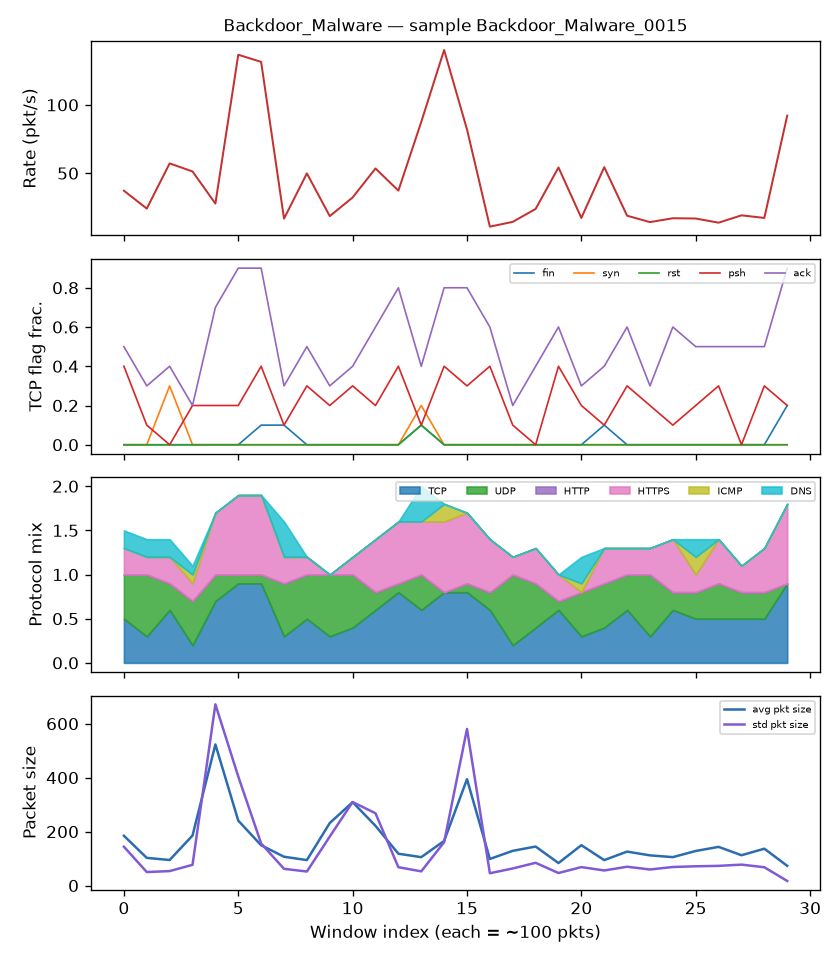 Backdoor_Malware — sample Backdoor_Malware_0015
Rate (pkt/s)
100
50
TCP flag frac.
0.8
0.6
0.4
0.2
0.0
fin syn rst psh ack
Protocol mix
2.0
1.5
1.0
0.5
0.0
TCP UDP HTTP HTTPS ICMP DNS
Packet size
600
400
200
0
avg pkt size
std pkt size
0 5 10 15 20 25 30
Window index (each = ~100 pkts)